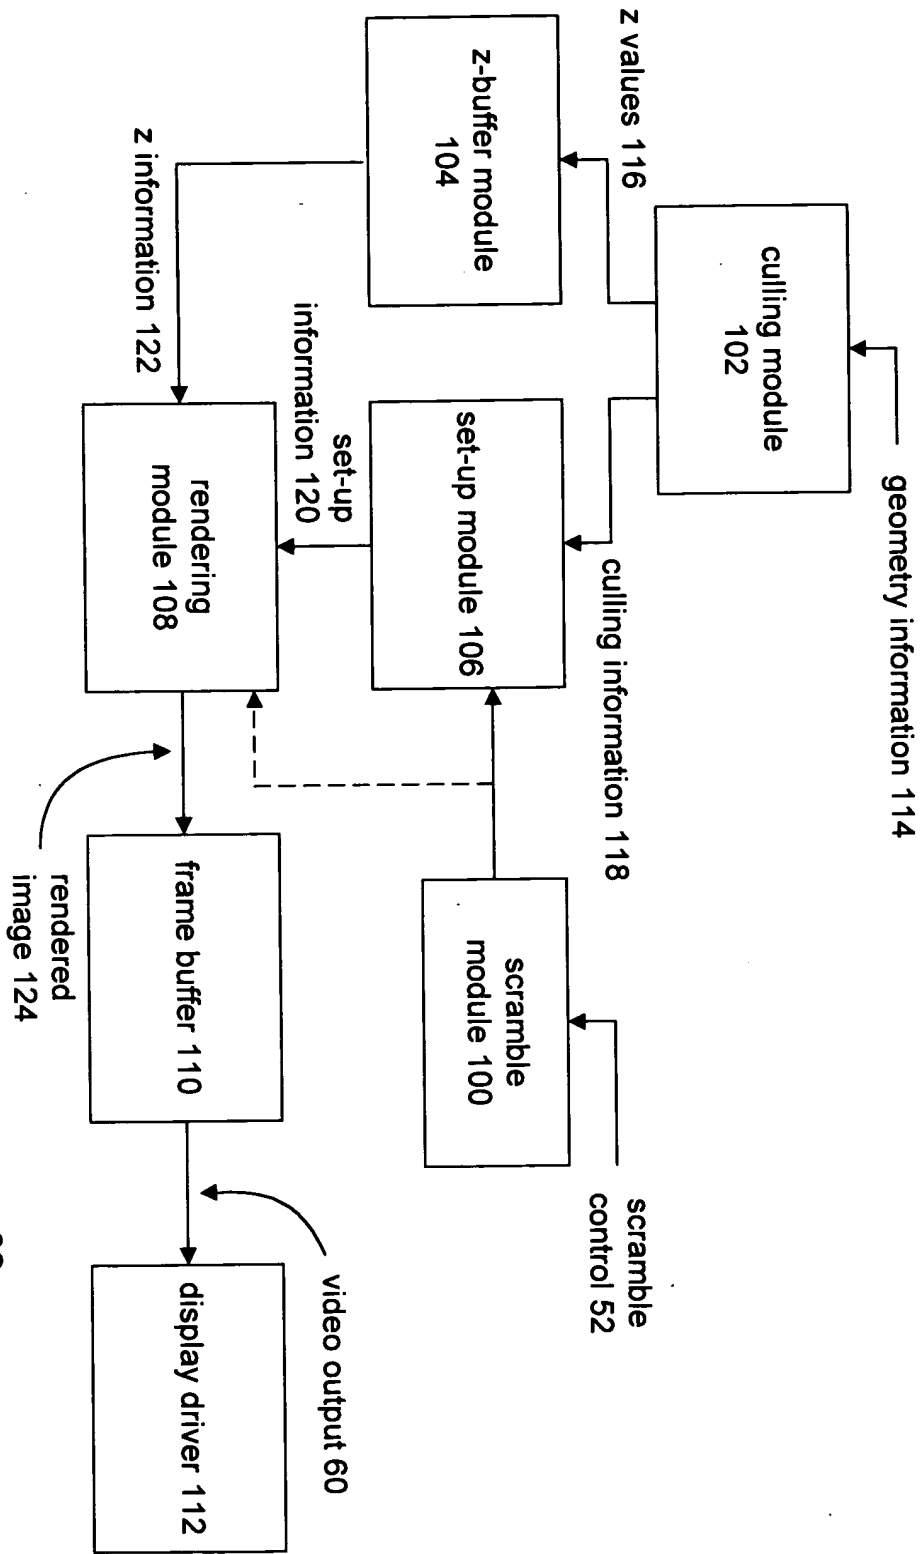 geometry information 114
culling module
102
z values 116
culling information 118
z-buffer module
104
set-up module 106
scramble
module 100
scramble
control 52
z information 122
set-up
information 120
rendering
module 108
frame buffer 110
display driver 112
rendered
image 124
video output 60